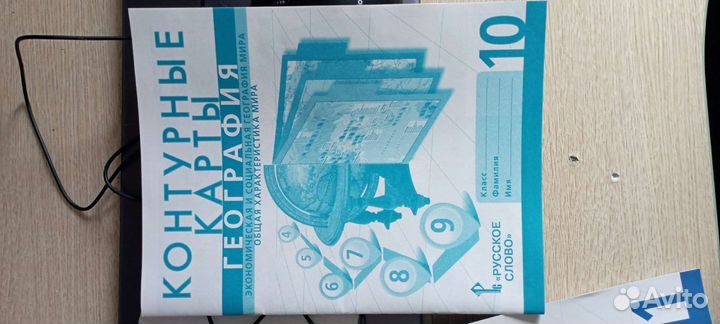 КОНТУРНЫЕ
КАРТЫ
ГЕОГРАФИЯ
ЭКОНОМИЧЕСКАЯ И СОЦИАЛЬНАЯ ГЕОГРАФИЯ МИРА
ОБЩАЯ ХАРАКТЕРИСТИКА МИРА
4
5
6
7
8
9
10
Класс
Фамилия
Имя
«РУССКОЕ
СЛОВО»
Avito